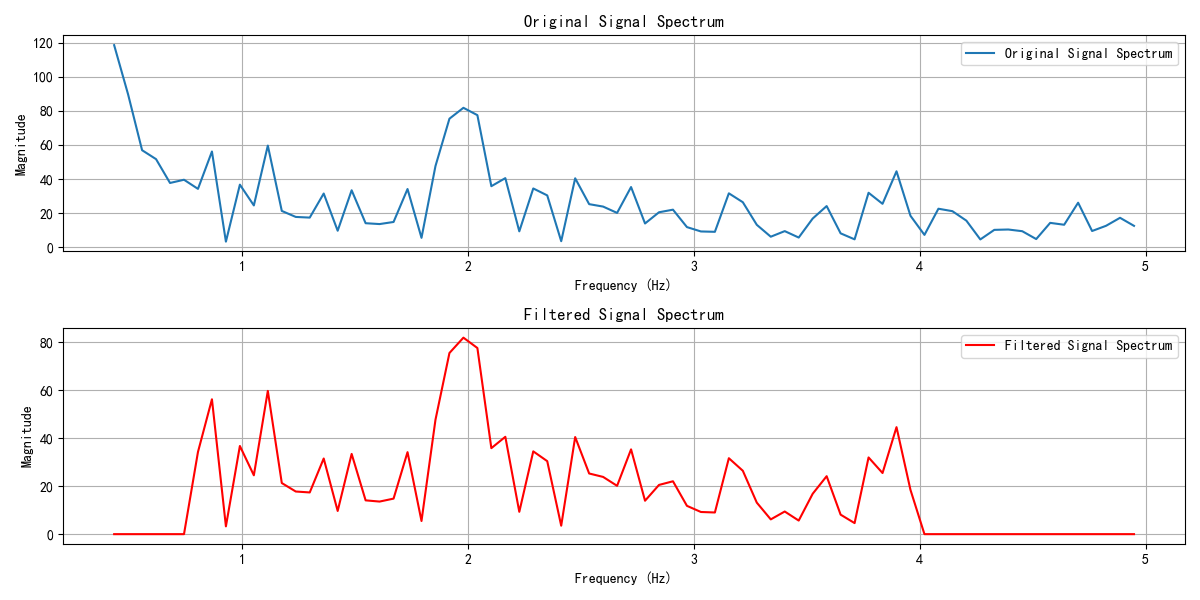 Original Signal Spectrum
120
100
80
60
40
20
0
Magnitude
Original Signal Spectrum
1
2
3
4
5
Frequency (Hz)
Filtered Signal Spectrum
80
60
40
20
0
Magnitude
Filtered Signal Spectrum
1
2
3
4
5
Frequency (Hz)